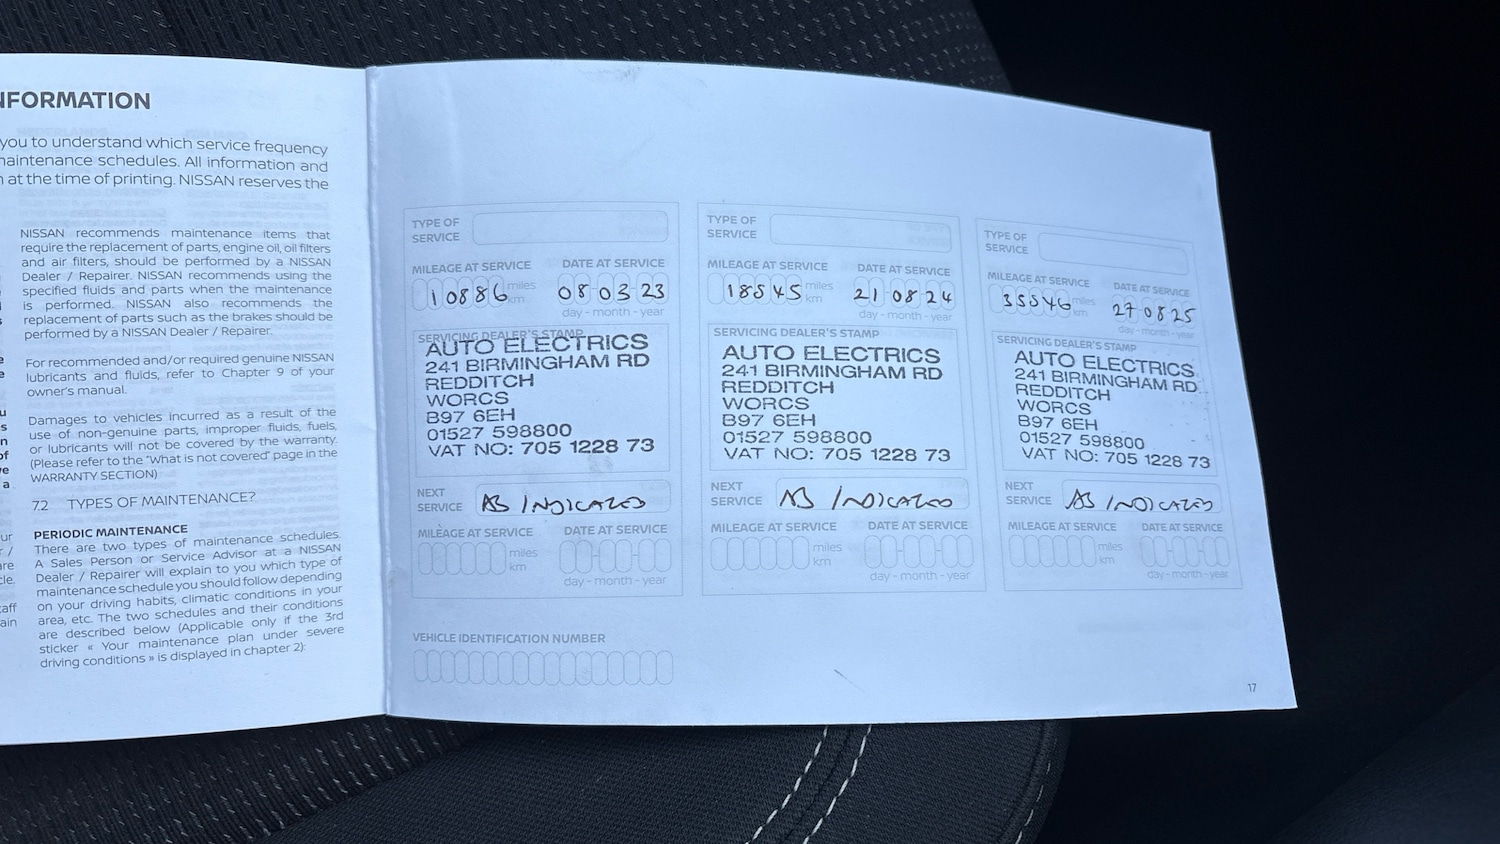 NFORMATION
you to understand which service frequency
naintenance schedules. All information and
at the time of printing. NISSAN reserves the
NISSAN recommends maintenance items that
require the replacement of parts, engine oil, oil filters
and air filters, should be performed by a NISSAN
Dealer / Repairer. NISSAN recommends using the
specified fluids and parts when the maintenance
is performed. NISSAN also recommends the
replacement of parts such as the brakes should be
performed by a NISSAN Dealer / Repairer.
For recommended and/or required genuine NISSAN
lubricants and fluids, refer to Chapter 9 of your
owner's manual.
Damages to vehicles incurred as a result of the
use of non-genuine parts, improper fluids, fuels,
or lubricants will not be covered by the warranty.
(Please refer to the "What is not covered" page in the
WARRANTY SECTION)
7.2 TYPES OF MAINTENANCE?
PERIODIC MAINTENANCE
There are two types of maintenance schedules.
A Sales Person or Service Advisor at a NISSAN
Dealer / Repairer will explain to you which type of
maintenance schedule you should follow depending
on your driving habits, climatic conditions in your
area, etc. The two schedules and their conditions
are described below (Applicable only if the 3rd
sticker « Your maintenance plan under severe
driving conditions » is displayed in chapter 2):
TYPE OF
SERVICE
MILEAGE AT SERVICE DATE AT SERVICE
10886 miles
km
08-03-23
day - month - year
SERVICING DEALER'S STAMP
AUTO ELECTRICS
241 BIRMINGHAM RD
REDDITCH
WORCS
B97 6EH
01527 598800
VAT NO: 705 1228 73
NEXT
SERVICE
AS INDICATED
MILEAGE AT SERVICE DATE AT SERVICE
miles
km
day - month - year
VEHICLE IDENTIFICATION NUMBER
TYPE OF
SERVICE
MILEAGE AT SERVICE DATE AT SERVICE
18545 miles
km
21-08-24
day - month - year
SERVICING DEALER'S STAMP
AUTO ELECTRICS
241 BIRMINGHAM RD
REDDITCH
WORCS
B97 6EH
01527 598800
VAT NO: 705 1228 73
NEXT
SERVICE
AS INDICATED
MILEAGE AT SERVICE DATE AT SERVICE
miles
km
day - month - year
TYPE OF
SERVICE
MILEAGE AT SERVICE DATE AT SERVICE
35546 miles
km
27-08-25
day - month - year
SERVICING DEALER'S STAMP
AUTO ELECTRICS
241 BIRMINGHAM RD
REDDITCH
WORCS
B97 6EH
01527 598800
VAT NO: 705 1228 73
NEXT
SERVICE
AS INDICATED
MILEAGE AT SERVICE DATE AT SERVICE
miles
km
day - month - year
17